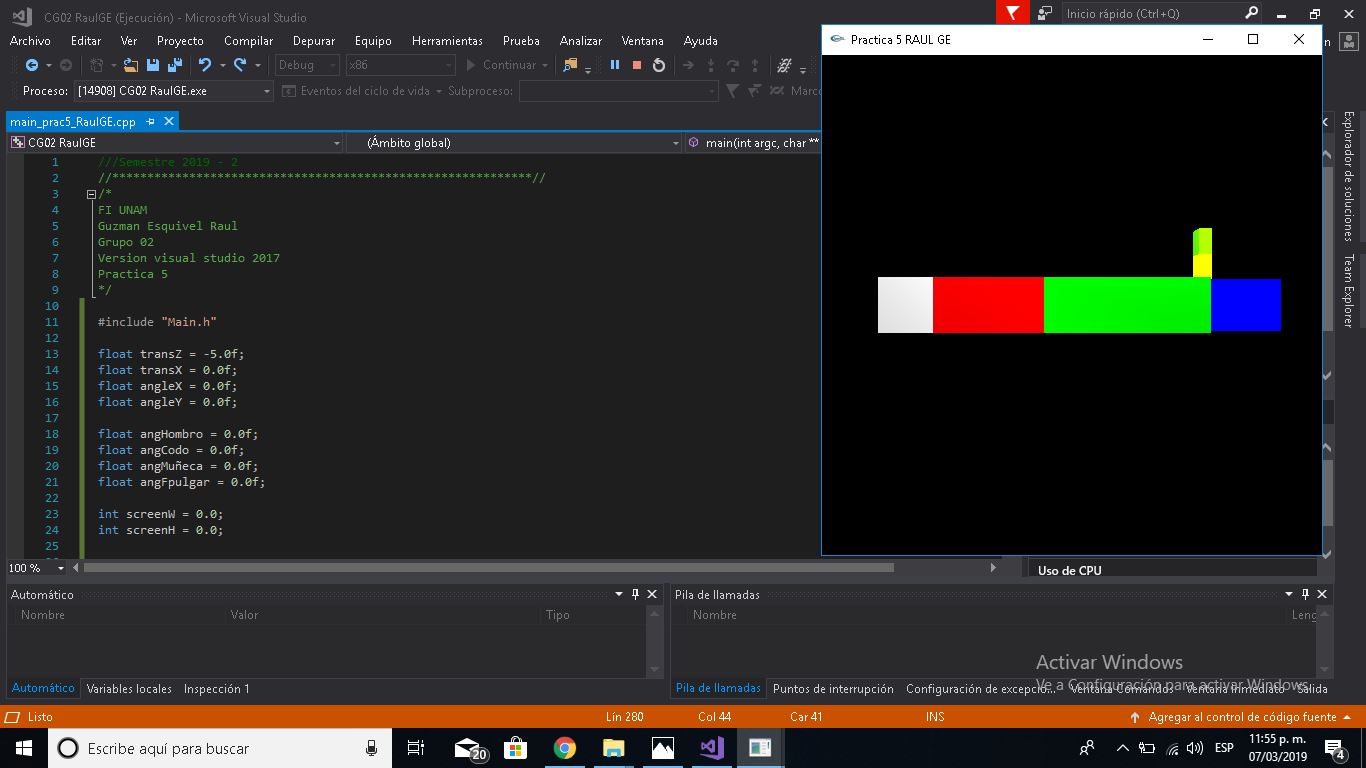 CG02 RaulGE (Ejecución) - Microsoft Visual Studio
Inicio rápido (Ctrl+Q)
Archivo Editar Ver Proyecto Compilar Depurar Equipo Herramientas Prueba Analizar Ventana Ayuda
Practica 5 RAUL GE
Debug x86 Continuar
Proceso: [14908] CG02 RaulGE.exe Eventos del ciclo de vida Subproceso:
main_prac5_RaulGE.cpp
CG02 RaulGE (Ámbito global) main(int argc, char **
1 ///Semestre 2019 - 2
2 //************************************************************//
3 /*
4 FI UNAM
5 Guzman Esquivel Raul
6 Grupo 02
7 Version visual studio 2017
8 Practica 5
9 */
10
11 #include "Main.h"
12
13 float transZ = -5.0f;
14 float transX = 0.0f;
15 float angleX = 0.0f;
16 float angleY = 0.0f;
17
18 float angHombro = 0.0f;
19 float angCodo = 0.0f;
20 float angMuñeca = 0.0f;
21 float angFpulgar = 0.0f;
22
23 int screenW = 0.0;
24 int screenH = 0.0;
25
Explorador de soluciones
Team Explorer
100 %
Uso de CPU
Automático
Nombre Valor Tipo
Pila de llamadas
Nombre
Automático Variables locales Inspección 1
Pila de llamadas Puntos de interrupción Configuración de excepcio... Ventana Comandos Ventana Inmediato Salida
Activar Windows
Ve a Configuración para activar Windows.
Listo Lín 280 Col 44 Car 41 INS Agregar al control de código fuente
Escribe aquí para buscar
20
ESP
11:55 p. m.
07/03/2019
4